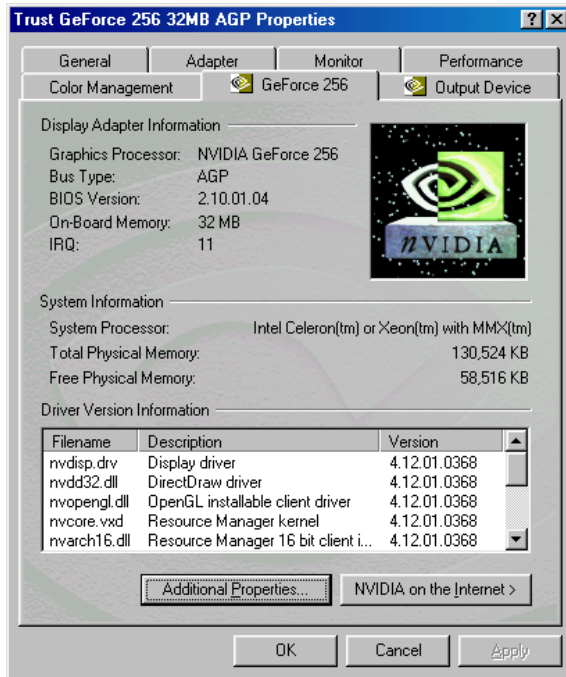 Trust GeForce 256 32MB AGP Properties
General Adapter Monitor Performance
Color Management GeForce 256 Output Device
Display Adapter Information
Graphics Processor: NVIDIA GeForce 256
Bus Type: AGP
BIOS Version: 2.10.01.04
On-Board Memory: 32 MB
IRQ: 11
nVIDIA
System Information
System Processor: Intel Celeron(tm) or Xeon(tm) with MMX(tm)
Total Physical Memory: 130,524 KB
Free Physical Memory: 58,516 KB
Driver Version Information
Filename Description Version
nvdisp.drv Display driver 4.12.01.0368
nvdd32.dll DirectDraw driver 4.12.01.0368
nvopengl.dll OpenGL installable client driver 4.12.01.0368
nvcore.vxd Resource Manager kernel 4.12.01.0368
nvarch16.dll Resource Manager 16 bit client i... 4.12.01.0368
Additional Properties... NVIDIA on the Internet >
OK Cancel Apply